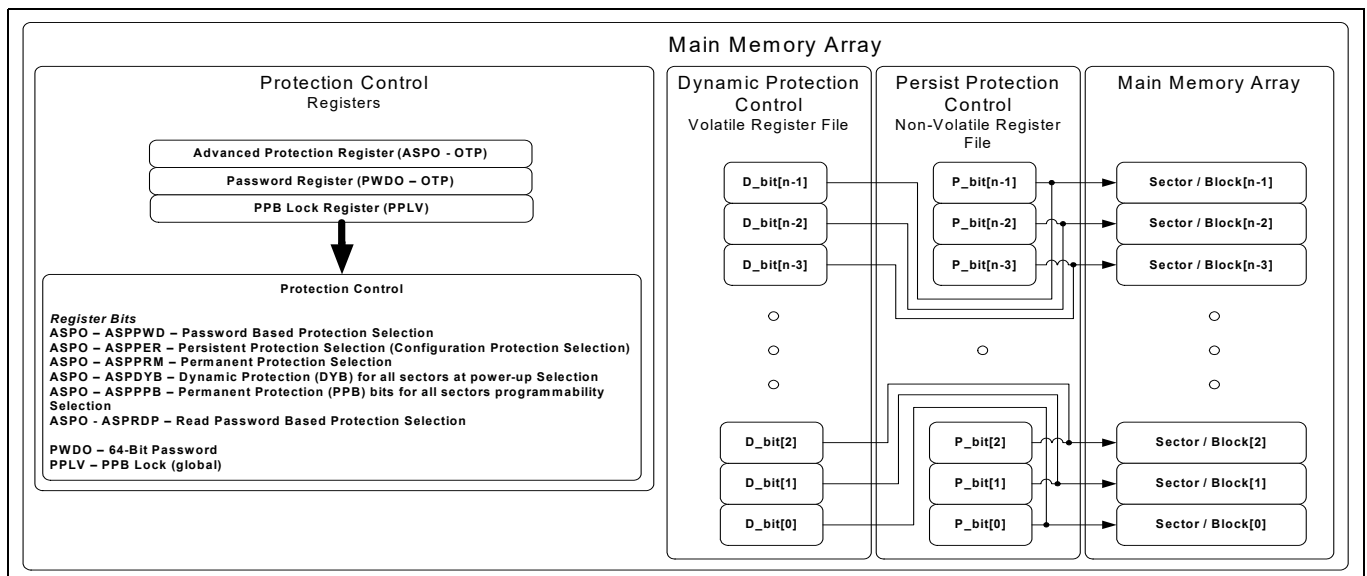 Main Memory Array
Protection Control
Registers
Advanced Protection Register (ASPO - OTP)
Password Register (PWDO – OTP)
PPB Lock Register (PPLV)
Protection Control
Register Bits
ASPO – ASPPWD – Password Based Protection Selection
ASPO – ASPPER – Persistent Protection Selection (Configuration Protection Selection)
ASPO – ASPPRM – Permanent Protection Selection
ASPO – ASPDYB – Dynamic Protection (DYB) for all sectors at power-up Selection
ASPO – ASPPPB – Permanent Protection (PPB) bits for all sectors programmability
Selection
ASPO - ASPRDP – Read Password Based Protection Selection
PWDO – 64-Bit Password
PPLV – PPB Lock (global)
Dynamic Protection
Control
Volatile Register File
D_bit[n-1]
D_bit[n-2]
D_bit[n-3]
D_bit[2]
D_bit[1]
D_bit[0]
Persist Protection
Control
Non-Volatile Register
File
P_bit[n-1]
P_bit[n-2]
P_bit[n-3]
P_bit[2]
P_bit[1]
P_bit[0]
Main Memory Array
Sector / Block[n-1]
Sector / Block[n-2]
Sector / Block[n-3]
Sector / Block[2]
Sector / Block[1]
Sector / Block[0]